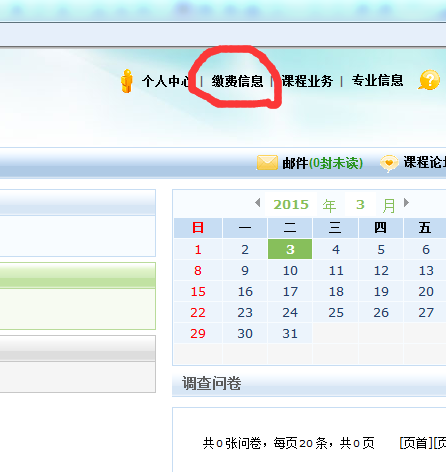 个人中心 | 缴费信息 | 课程业务 | 专业信息
邮件(0封未读) 课程论
2015 年 3 月
日 一 二 三 四 五
1 2 3 4 5 6
8 9 10 11 12 13
15 16 17 18 19 20
22 23 24 25 26 27
29 30 31
调查问卷
共0张问卷，每页20条，共0页 [页首][页